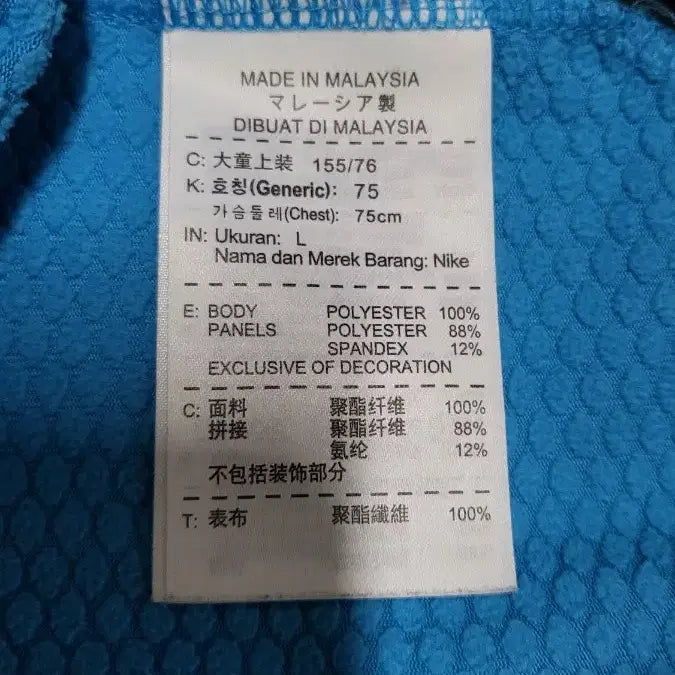 MADE IN MALAYSIA
マレーシア製
DIBUAT DI MALAYSIA
C: 大童上装 155/76
K: 호칭(Generic): 75
가슴둘레(Chest): 75cm
IN: Ukuran: L
Nama dan Merek Barang: Nike
E: BODY POLYESTER 100%
PANELS POLYESTER 88%
SPANDEX 12%
EXCLUSIVE OF DECORATION
C: 面料 聚酯纤维 100%
拼接 聚酯纤维 88%
氨纶 12%
不包括装饰部分
T: 表布 聚酯纖維 100%